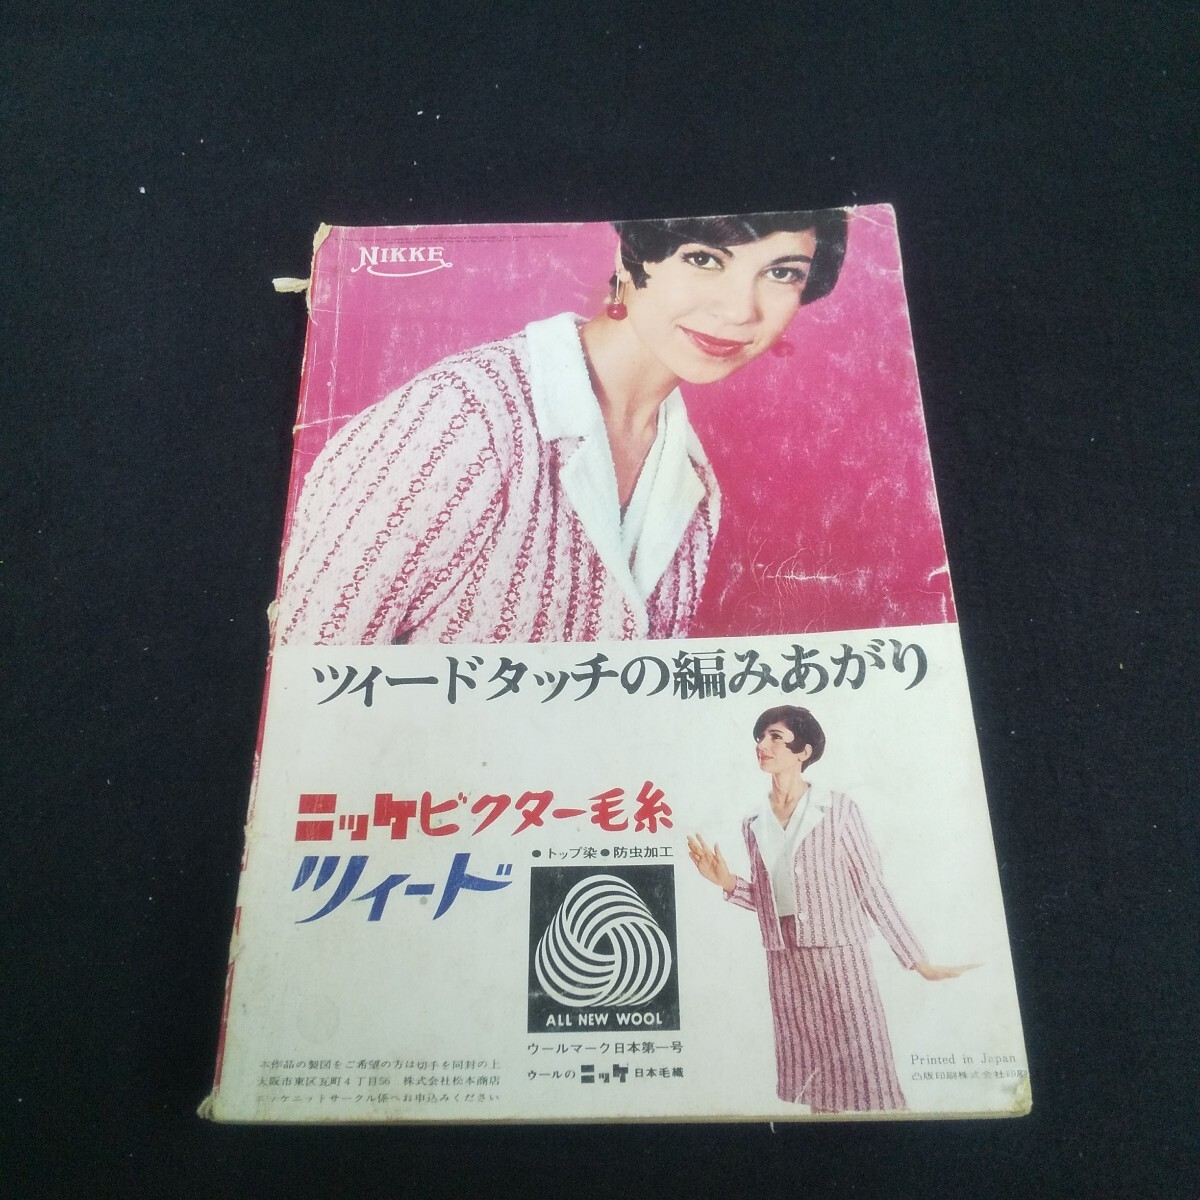 NIKKE
ツィードタッチの編みあがり
ニッケビクター毛糸
ツィード
●トップ染●防虫加工
ALL NEW WOOL
ウールマーク日本第一号
ウールの ニッケ 日本毛織
本作品の製図をご希望の方は切手を同封の上
大阪市東区瓦町4丁目56 株式会社松本商店
ニッケニットサークル係へお申込みください
Printed in Japan
凸版印刷株式会社印刷